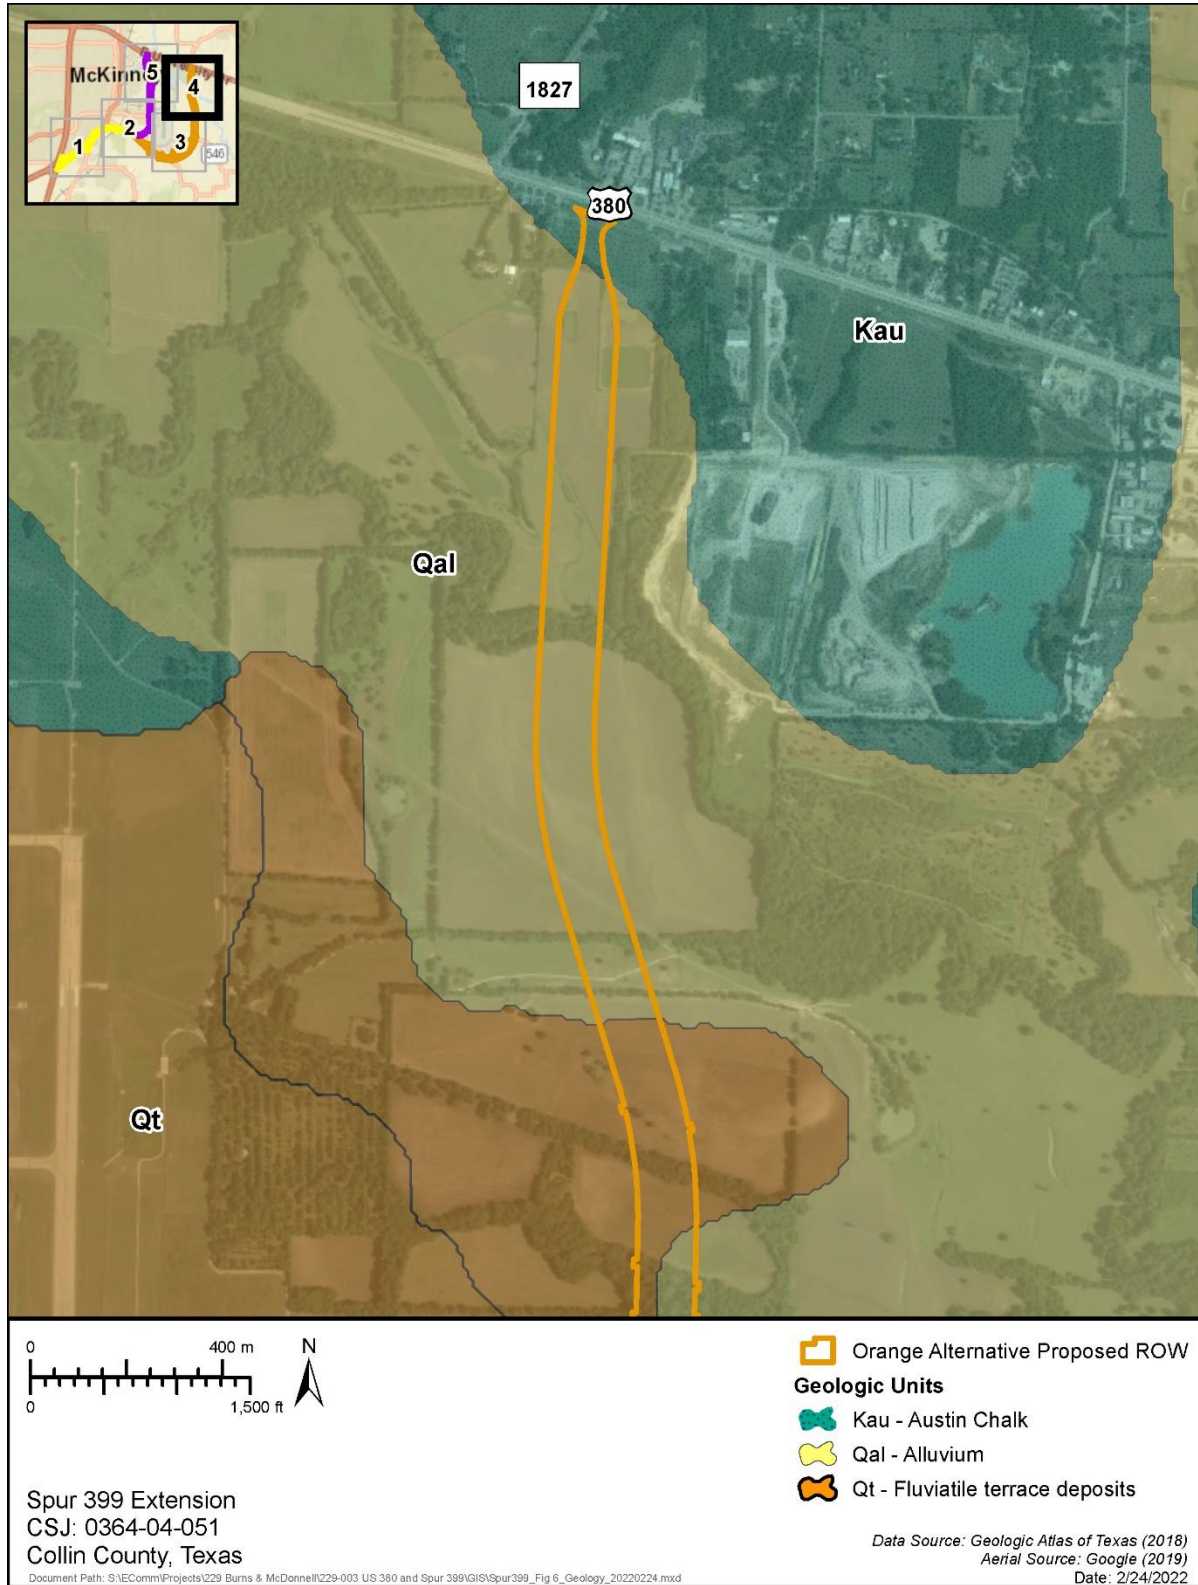 McKinne
5
4
2
3
1
546
1827
380
Kau
Qal
Qt
0 400 m
0 1,500 ft
N
Orange Alternative Proposed ROW
Geologic Units
Kau - Austin Chalk
Qal - Alluvium
Qt - Fluviatile terrace deposits
Spur 399 Extension
CSJ: 0364-04-051
Collin County, Texas
Data Source: Geologic Atlas of Texas (2018)
Aerial Source: Google (2019)
Date: 2/24/2022
Document Path: S:\EComm\Projects\229 Burns & McDonnell\229-003 US 380 and Spur 399\GIS\Spur399_Fig 6_Geology_20220224.mxd